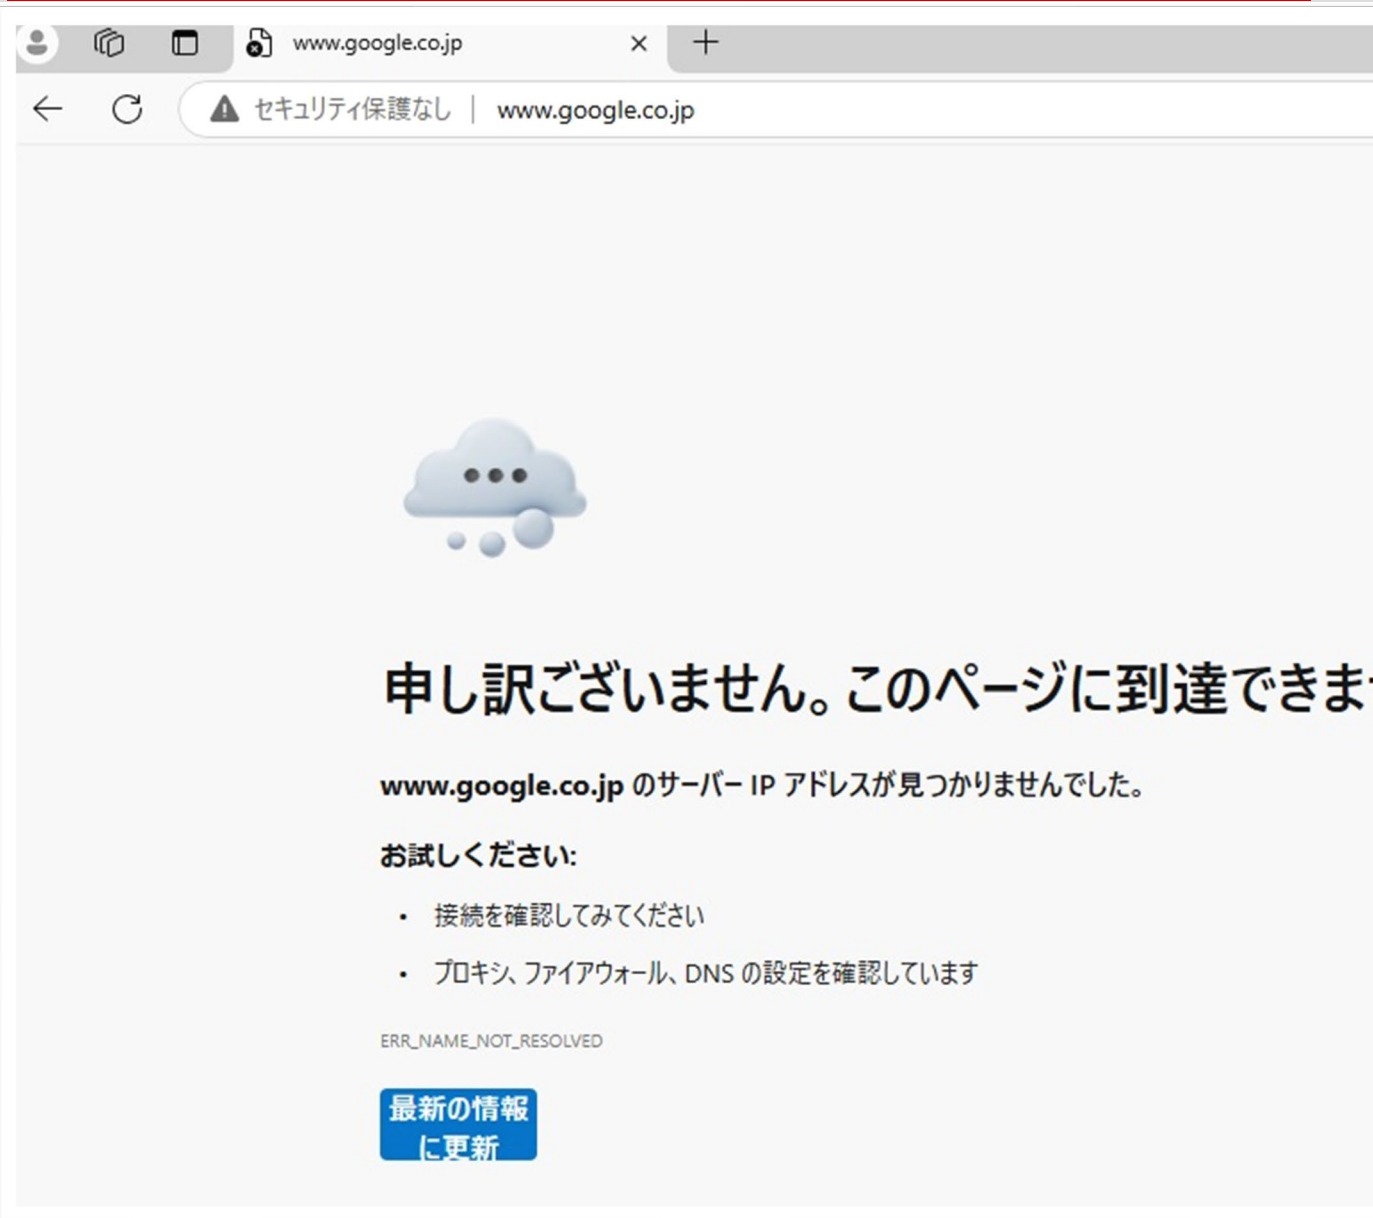 www.google.co.jp
セキュリティ保護なし | www.google.co.jp
申し訳ございません。このページに到達できま
www.google.co.jp のサーバー IP アドレスが見つかりませんでした。
お試しください:
• 接続を確認してみてください
• プロキシ、ファイアウォール、DNS の設定を確認しています
ERR_NAME_NOT_RESOLVED
最新の情報
に更新